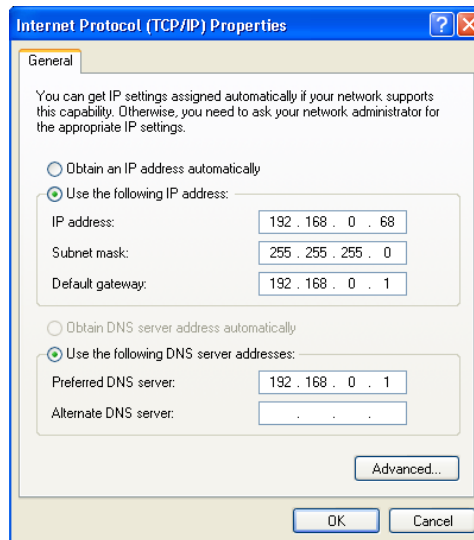 Internet Protocol (TCP/IP) Properties
General
You can get IP settings assigned automatically if your network supports
this capability. Otherwise, you need to ask your network administrator for
the appropriate IP settings.
Obtain an IP address automatically
Use the following IP address:
IP address: 192 . 168 . 0 . 68
Subnet mask: 255 . 255 . 255 . 0
Default gateway: 192 . 168 . 0 . 1
Obtain DNS server address automatically
Use the following DNS server addresses:
Preferred DNS server: 192 . 168 . 0 . 1
Alternate DNS server: . . .
Advanced...
OK Cancel